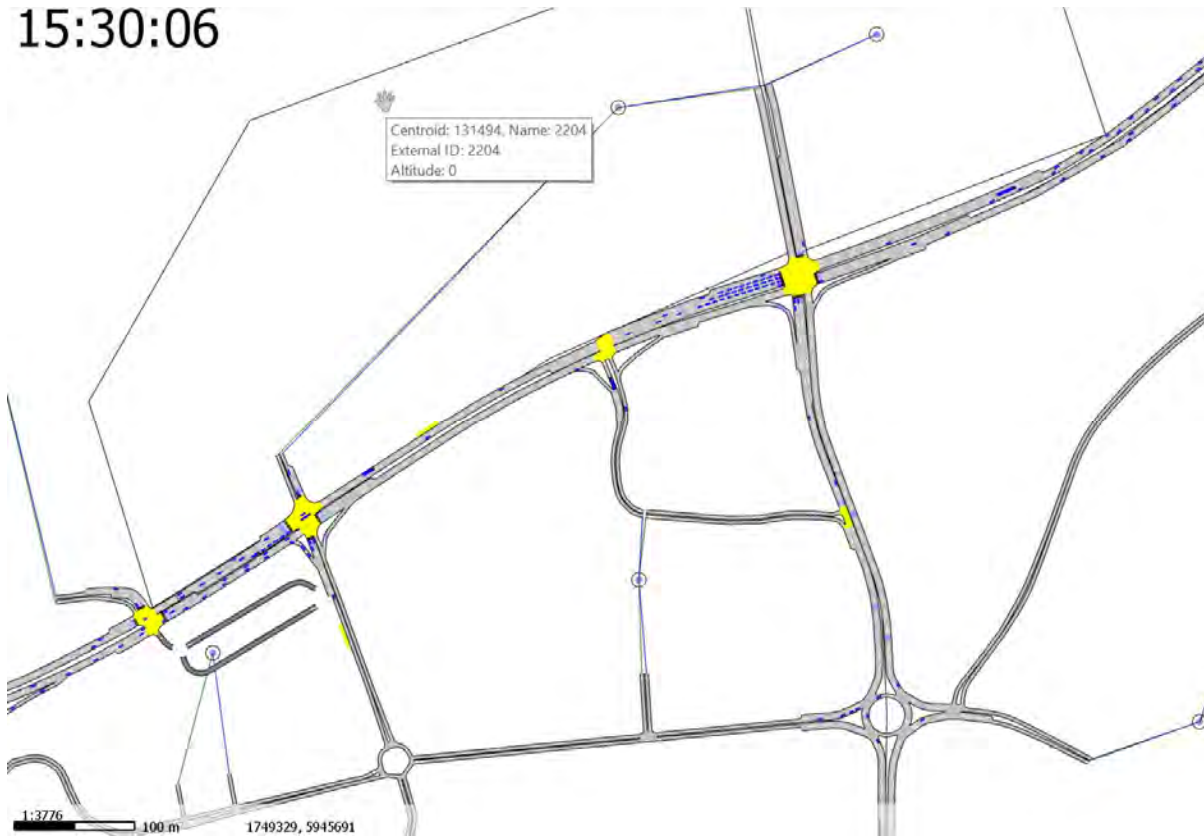 15:30:06
Centroid: 131494, Name: 2204
External ID: 2204
Altitude: 0
1:3776
100 m
1749329, 5945691